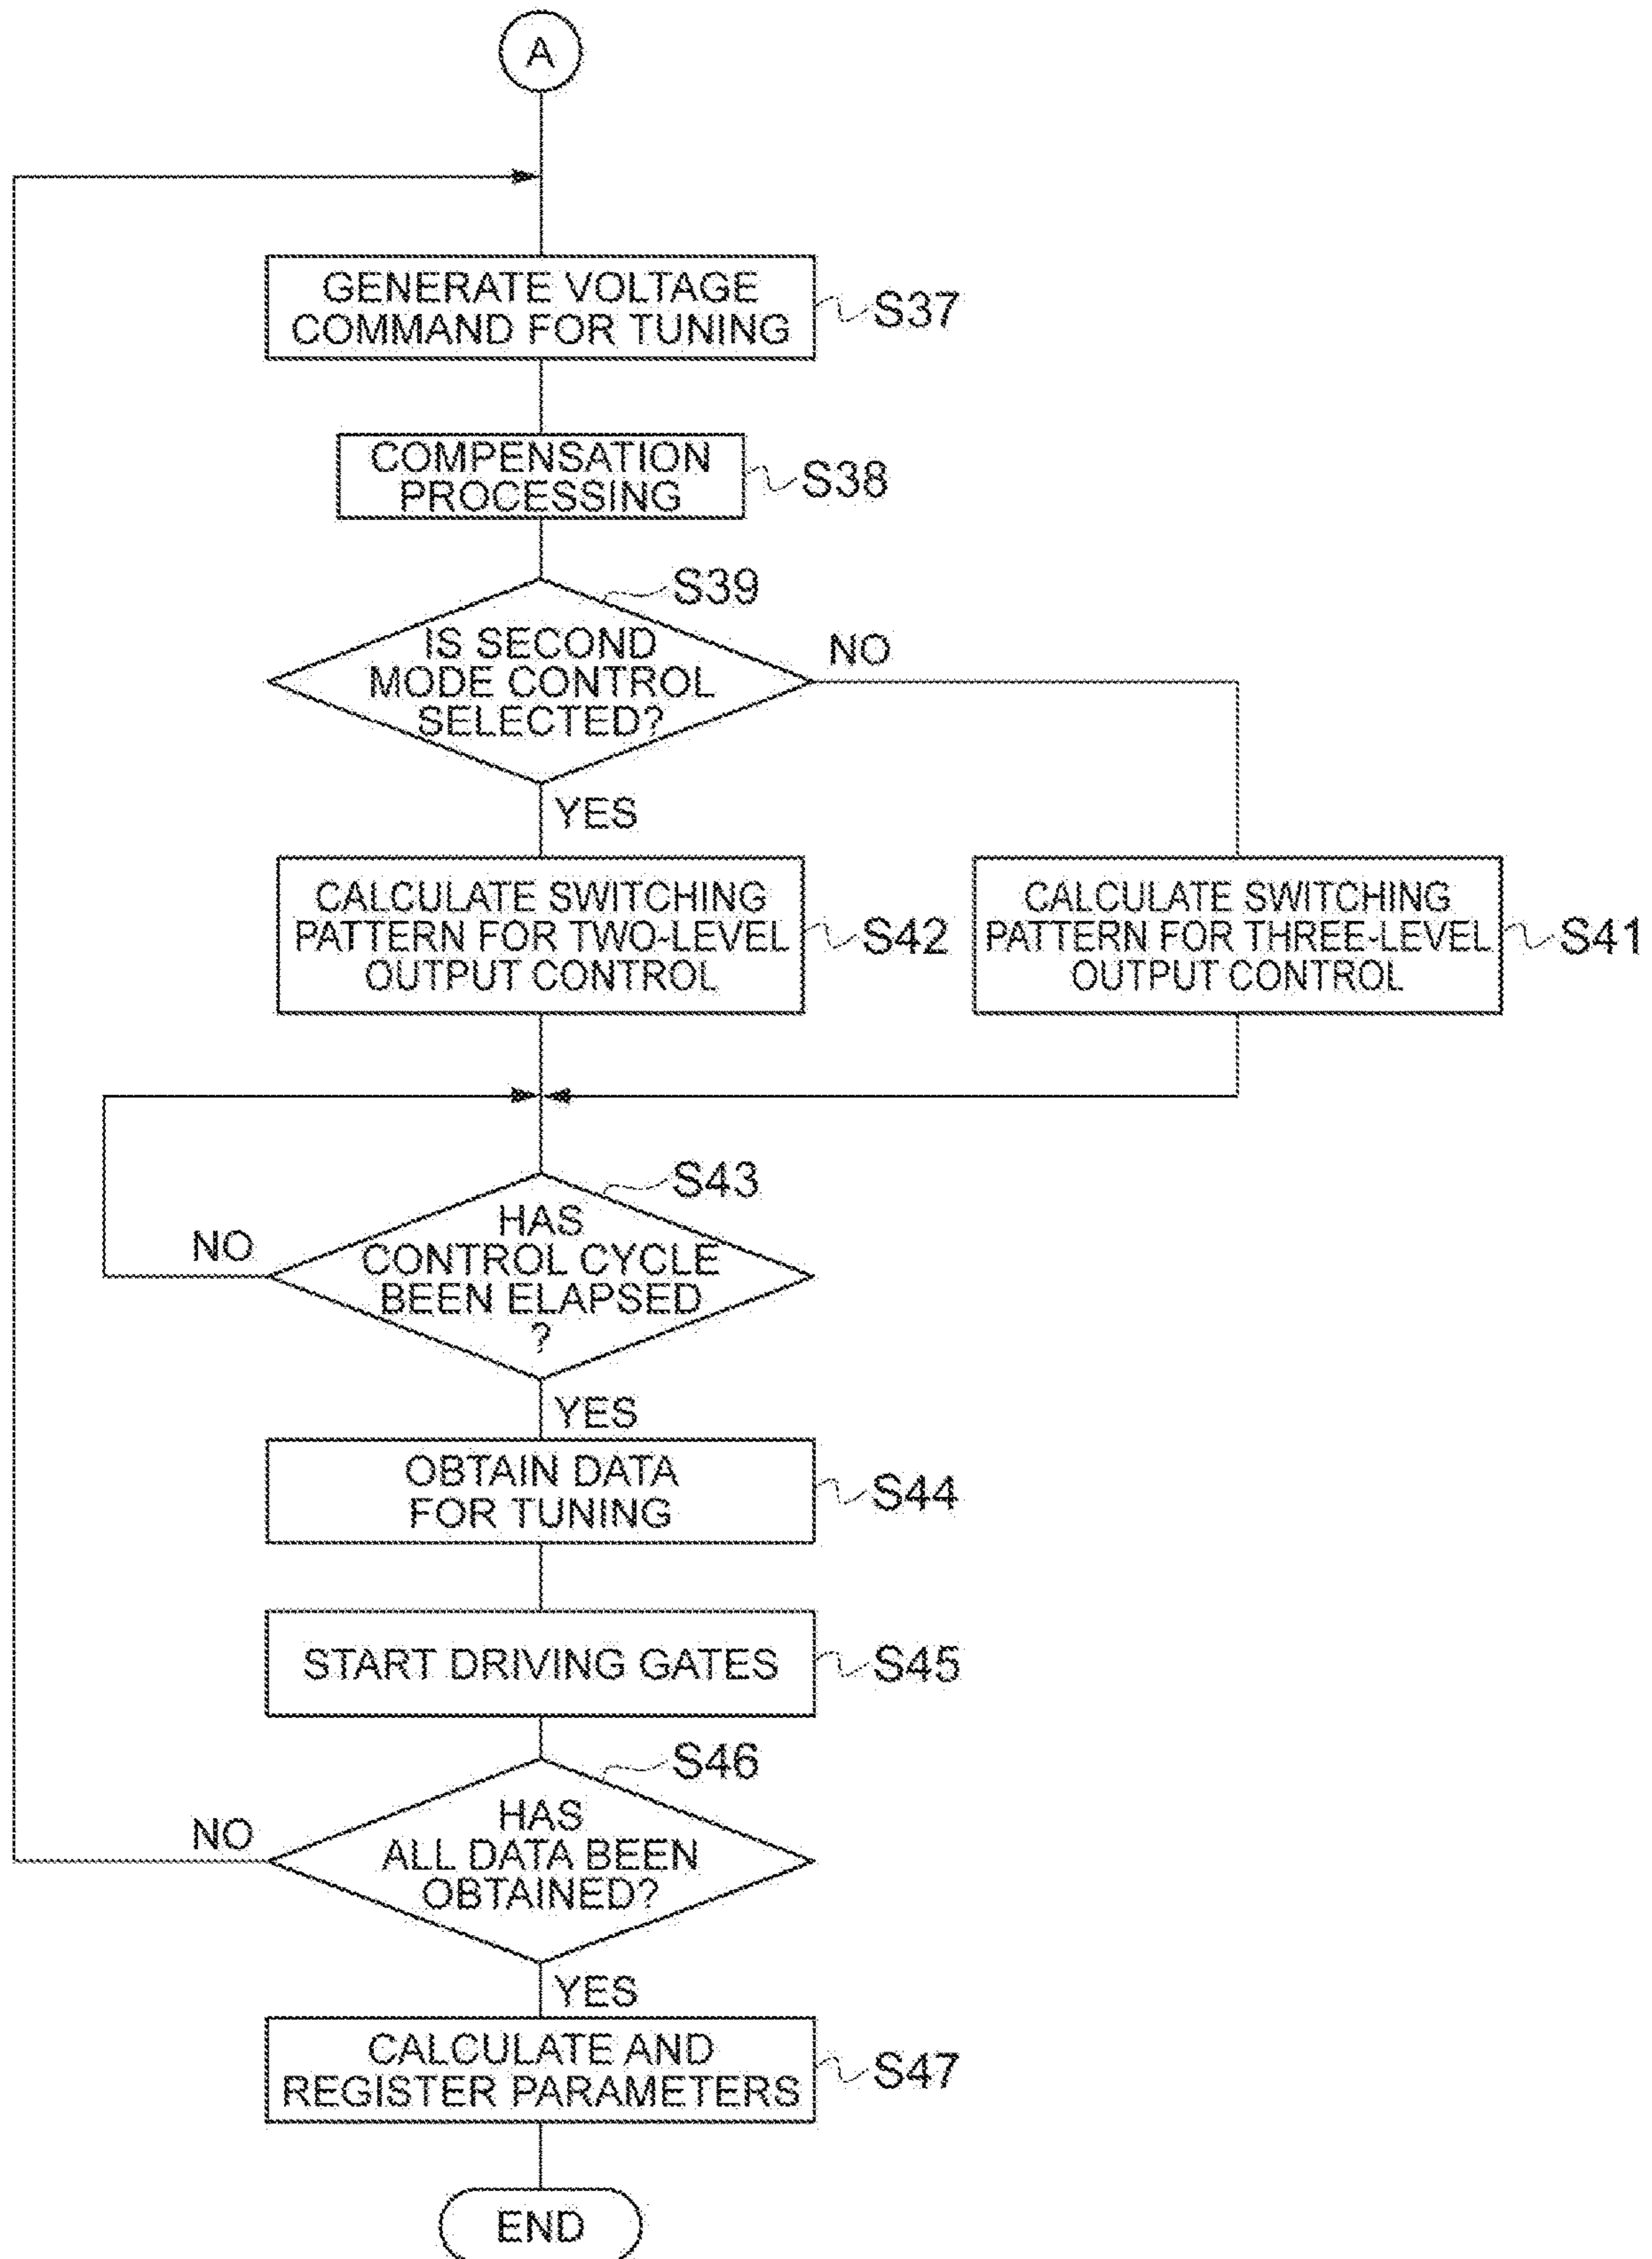 A
GENERATE VOLTAGE
COMMAND FOR TUNING
S37
COMPENSATION
PROCESSING
S38
S39
IS SECOND
MODE CONTROL
SELECTED?
NO
YES
CALCULATE SWITCHING
PATTERN FOR TWO-LEVEL
OUTPUT CONTROL
S42
CALCULATE SWITCHING
PATTERN FOR THREE-LEVEL
OUTPUT CONTROL
S41
S43
HAS
CONTROL CYCLE
BEEN ELAPSED
?
NO
YES
OBTAIN DATA
FOR TUNING
S44
START DRIVING GATES
S45
S46
HAS
ALL DATA BEEN
OBTAINED?
NO
YES
CALCULATE AND
REGISTER PARAMETERS
S47
END